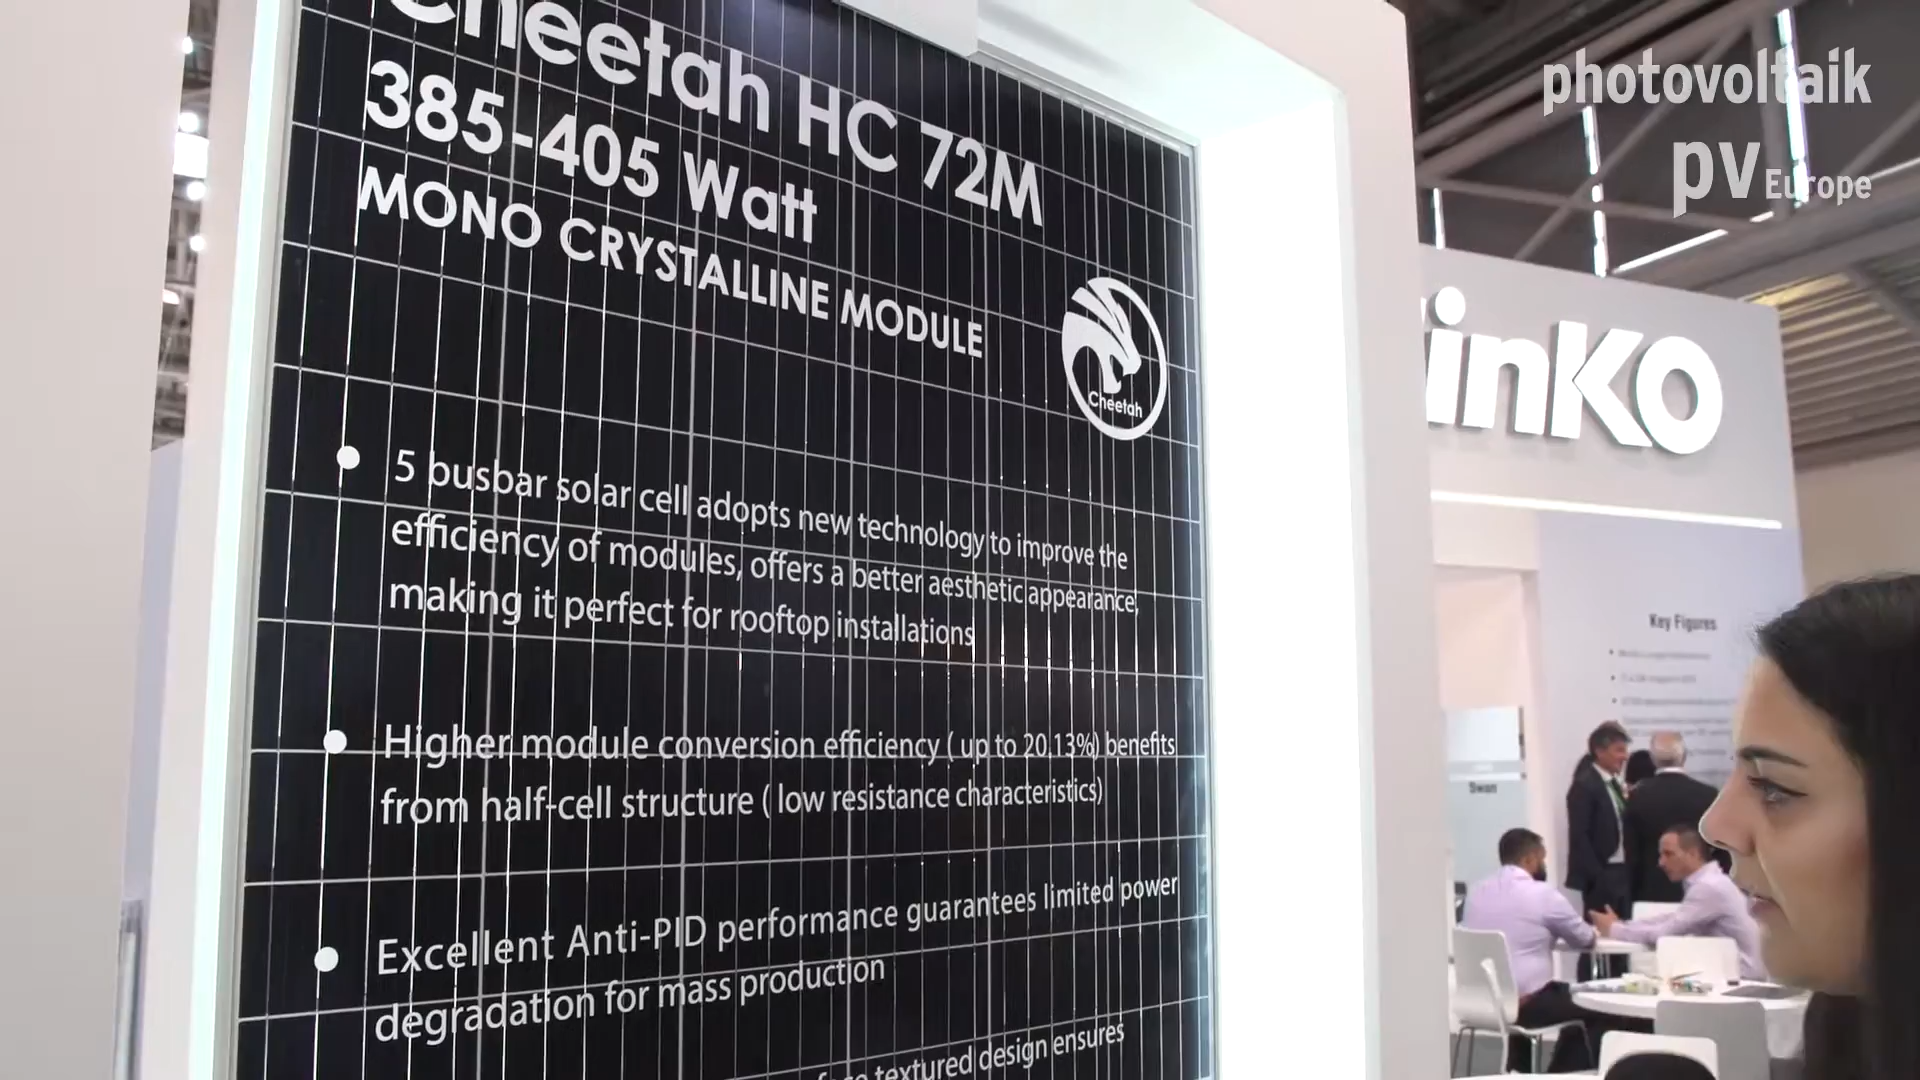 Cheetah HC 72M
385-405 Watt
MONO CRYSTALLINE MODULE
Cheetah
5 busbar solar cell adopts new technology to improve the
efficiency of modules, offers a better aesthetic appearance,
making it perfect for rooftop installations
Higher module conversion efficiency ( up to 20.13%) benefits
from half-cell structure ( low resistance characteristics)
Excellent Anti-PID performance guarantees limited power
degradation for mass production
textured design ensures
photovoltaik
pv Europe
inKO
Key Figures
Swan